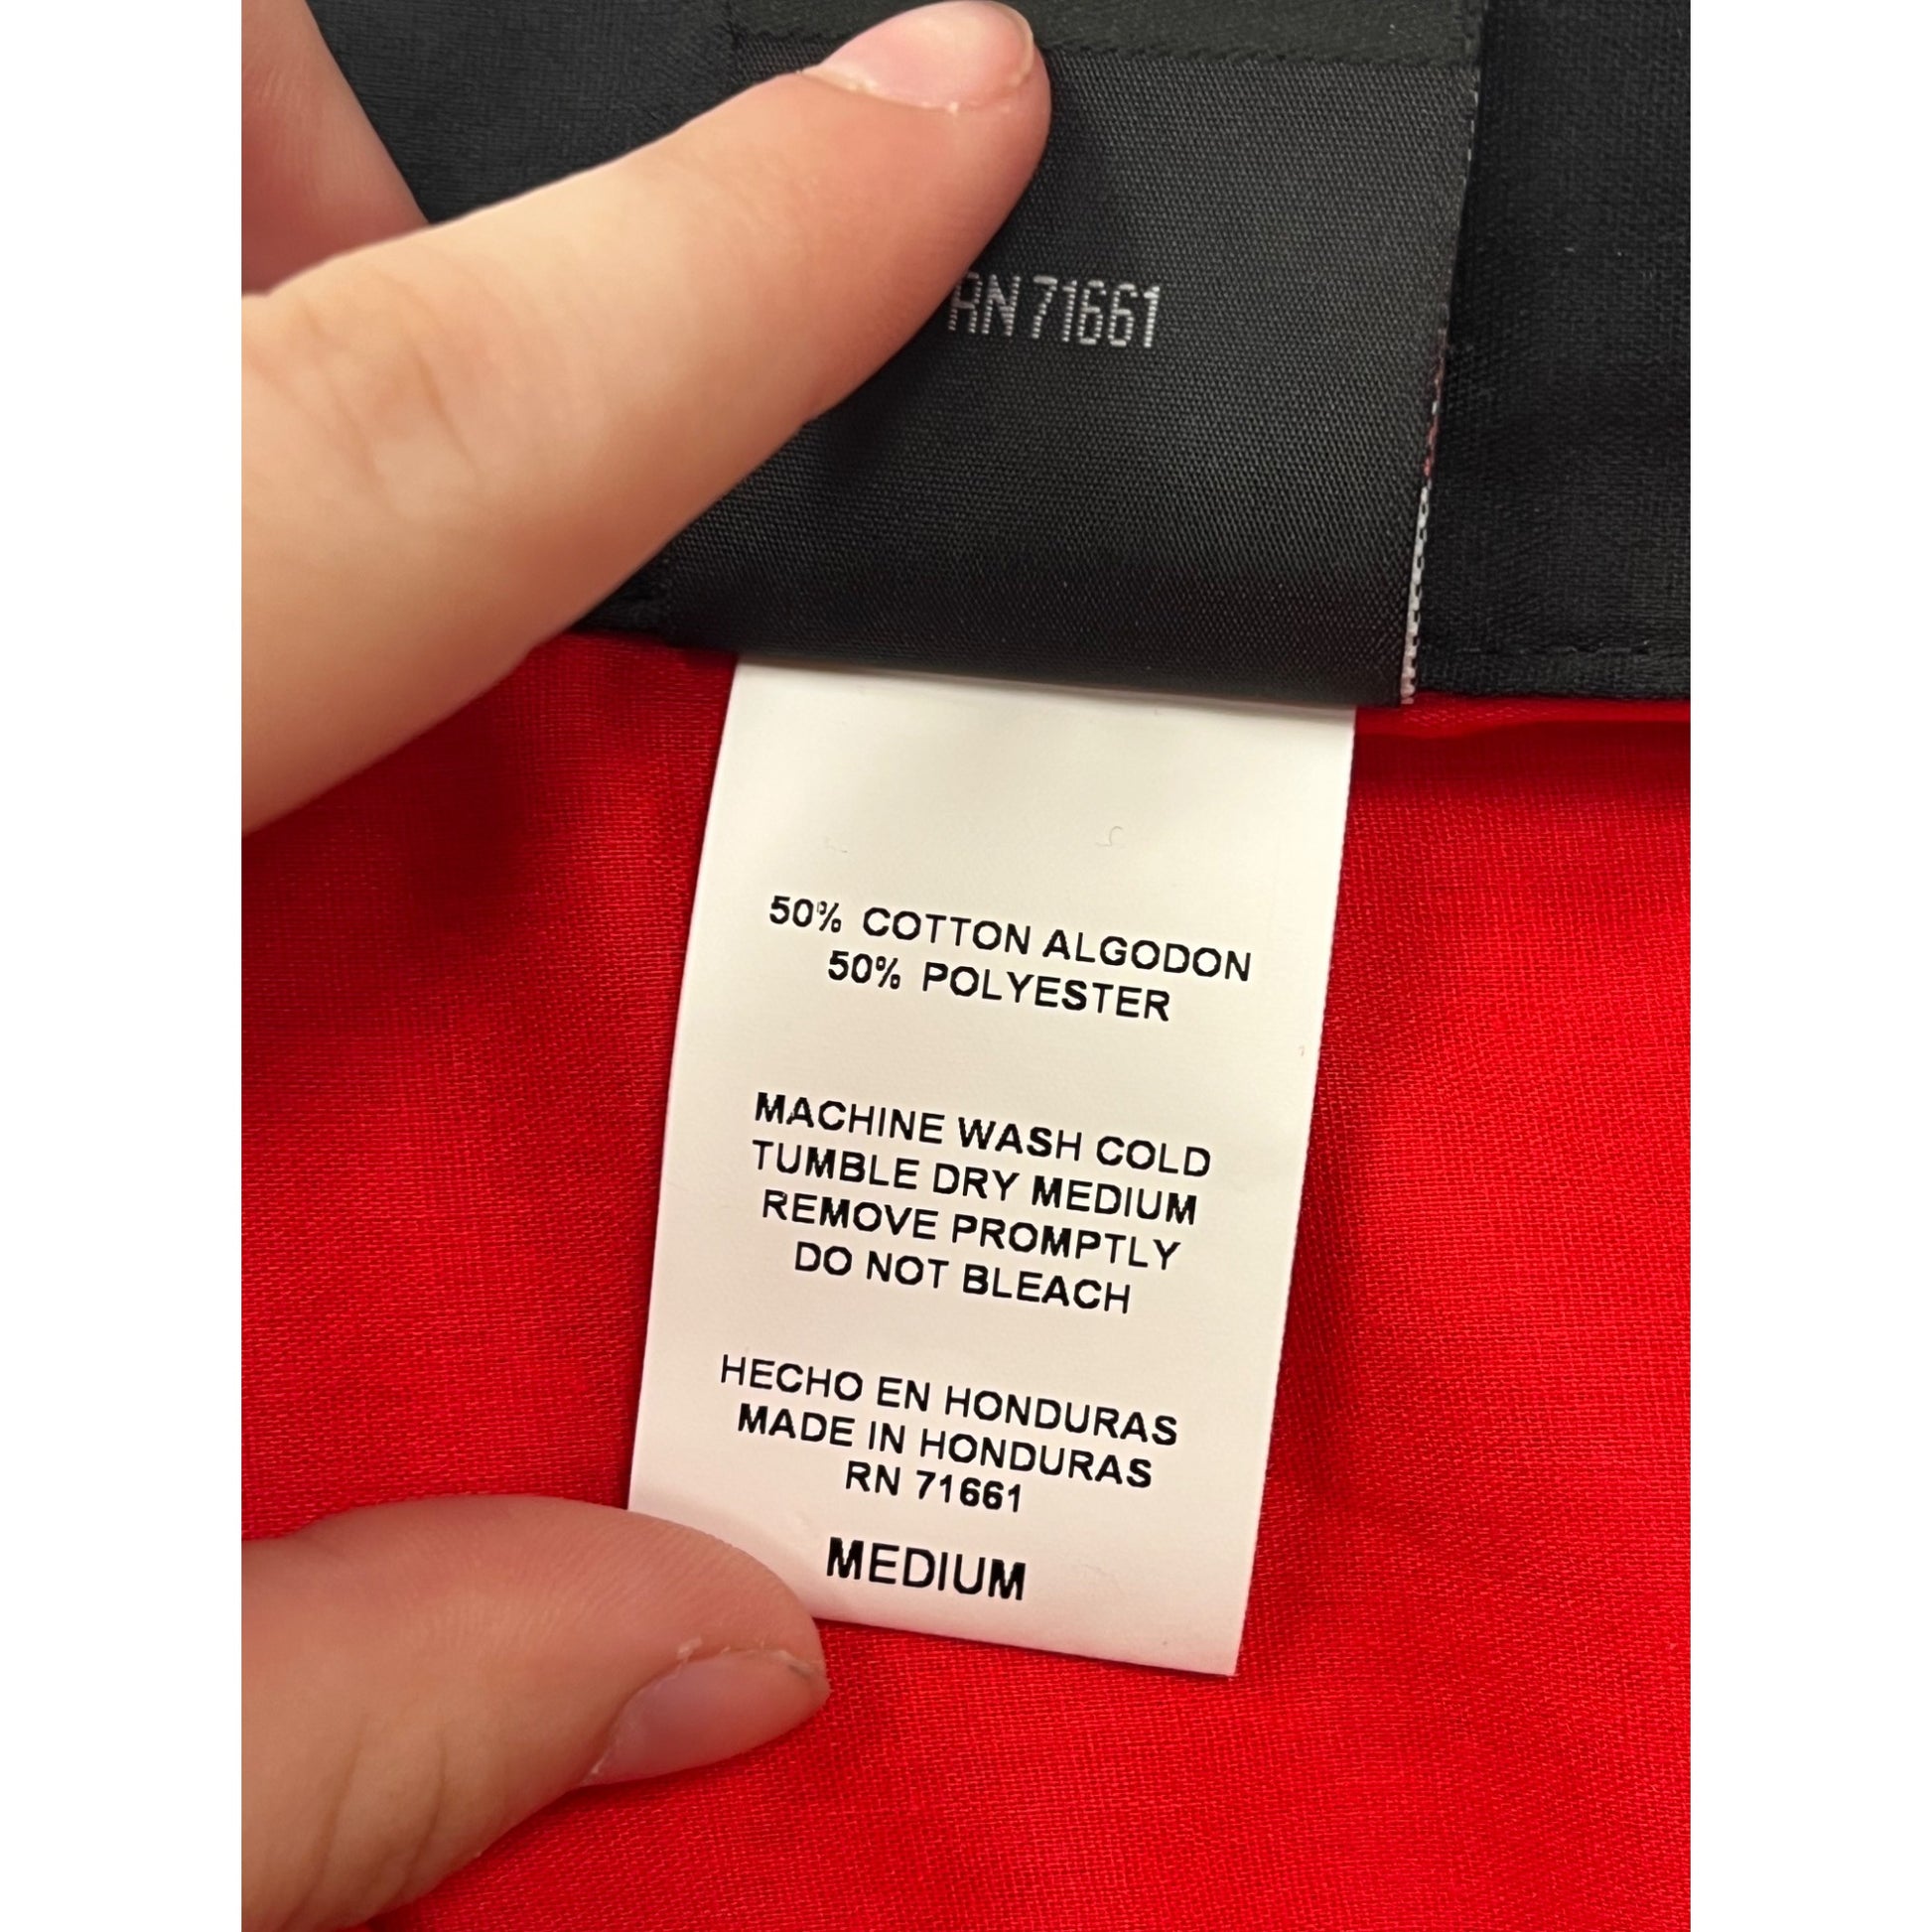 RN 71661
50% COTTON ALGODON
50% POLYESTER
MACHINE WASH COLD
TUMBLE DRY MEDIUM
REMOVE PROMPTLY
DO NOT BLEACH
HECHO EN HONDURAS
MADE IN HONDURAS
RN 71661
MEDIUM